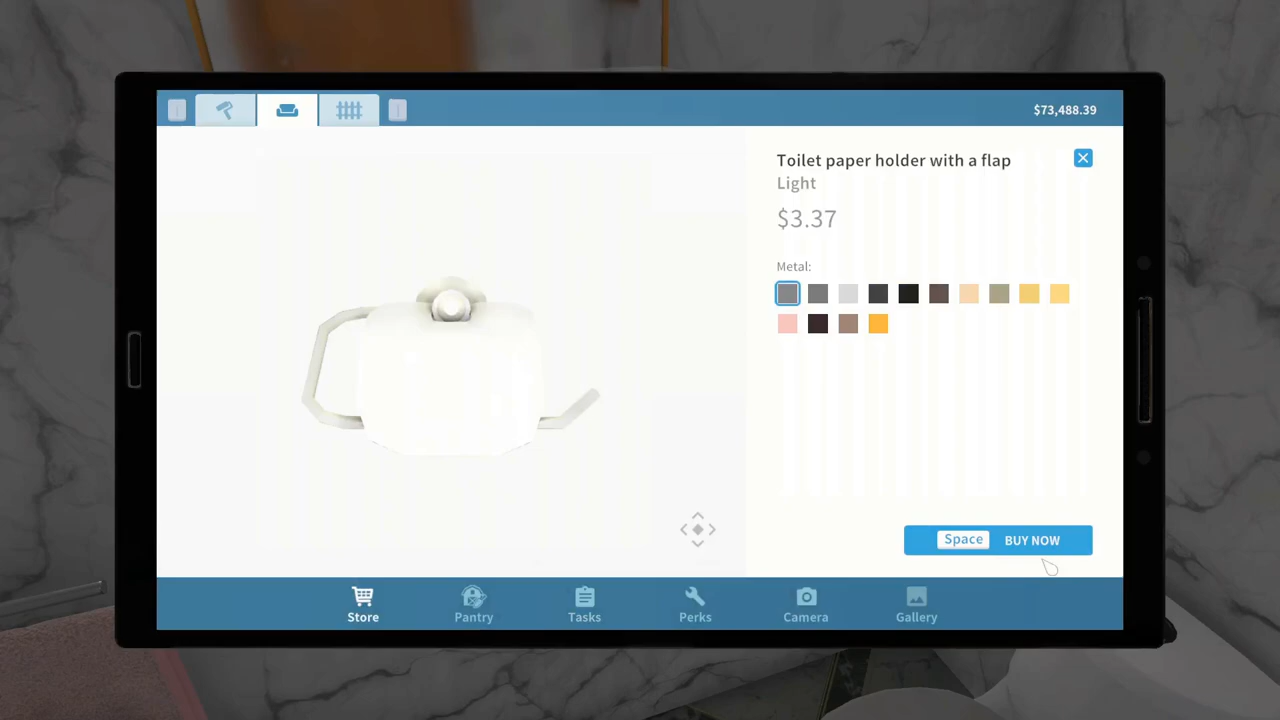 $73,488.39
Toilet paper holder with a flap
Light
$3.37
Metal:
Space BUY NOW
Store Pantry Tasks Perks Camera Gallery